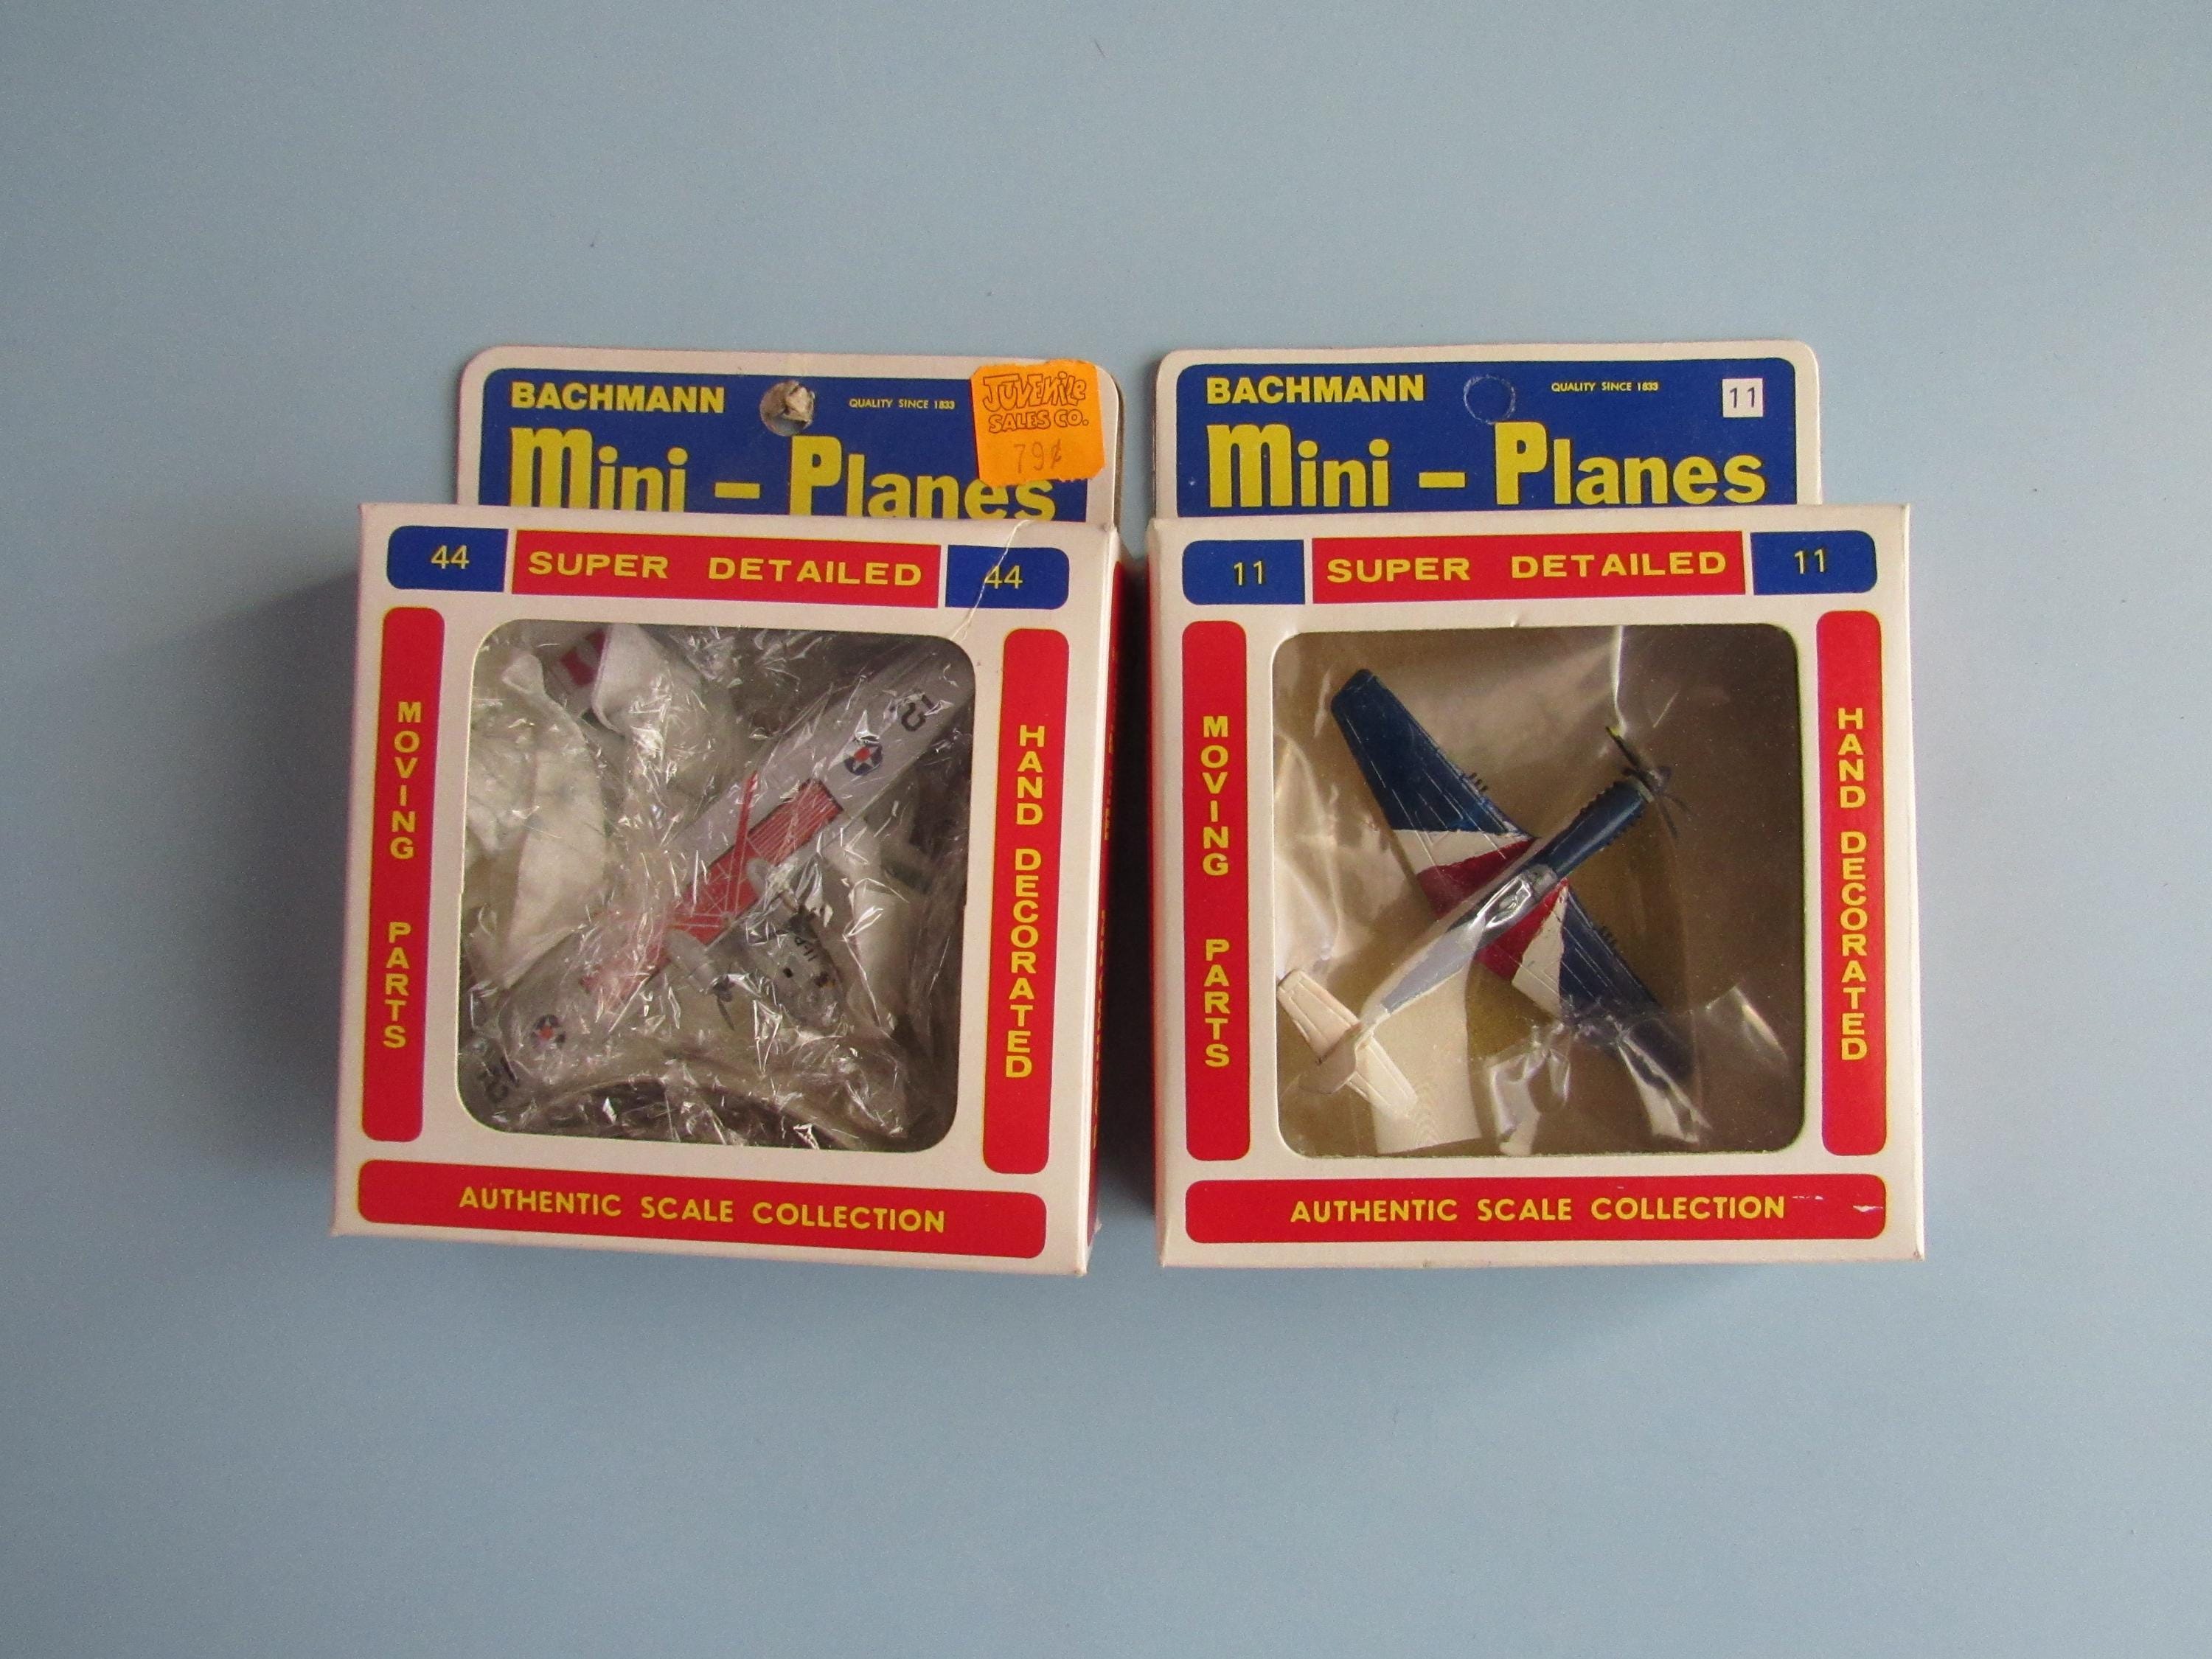 BACHMANN
QUALITY SINCE 1833
JUVENILE
SALES CO.
79¢
Mini - Planes
44
SUPER DETAILED
44
MOVING PARTS
HAND DECORATED
AUTHENTIC SCALE COLLECTION
BACHMANN
QUALITY SINCE 1833
11
Mini - Planes
11
SUPER DETAILED
11
MOVING PARTS
HAND DECORATED
AUTHENTIC SCALE COLLECTION